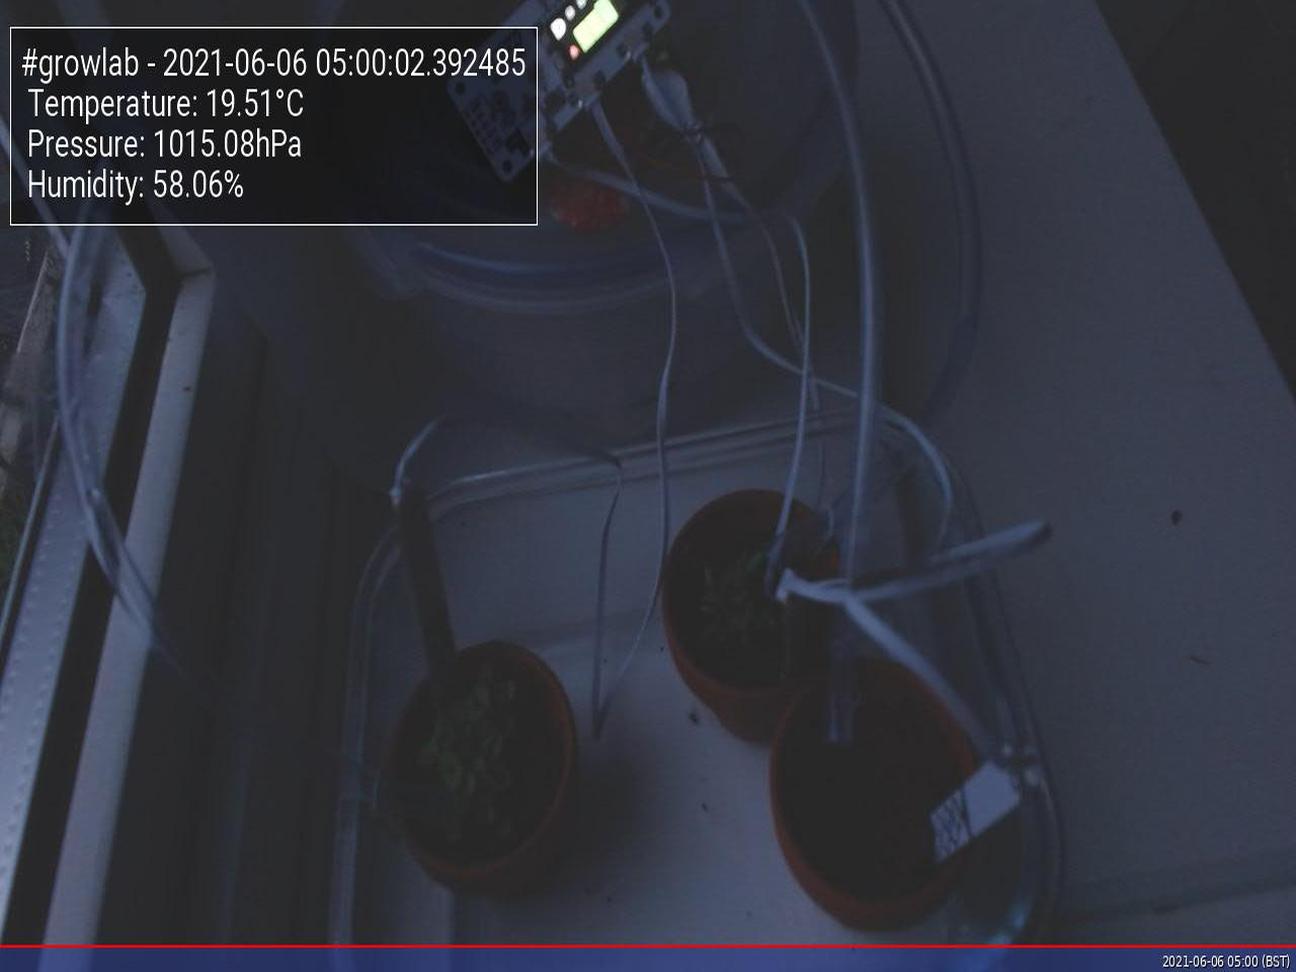 #growlab - 2021-06-06 05:00:02.392485
Temperature: 19.51°C
Pressure: 1015.08hPa
Humidity: 58.06%
2021-06-06 05:00 (BST)